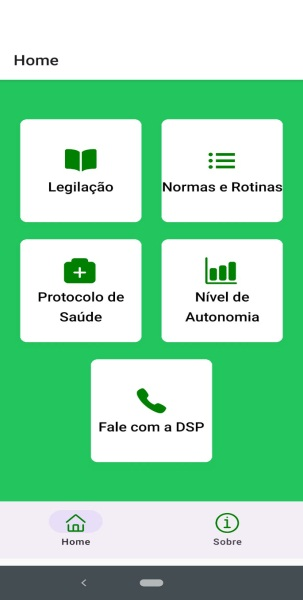 Home
Legilação
Normas e Rotinas
Protocolo de
Saúde
Nível de
Autonomia
Fale com a DSP
Home
Sobre